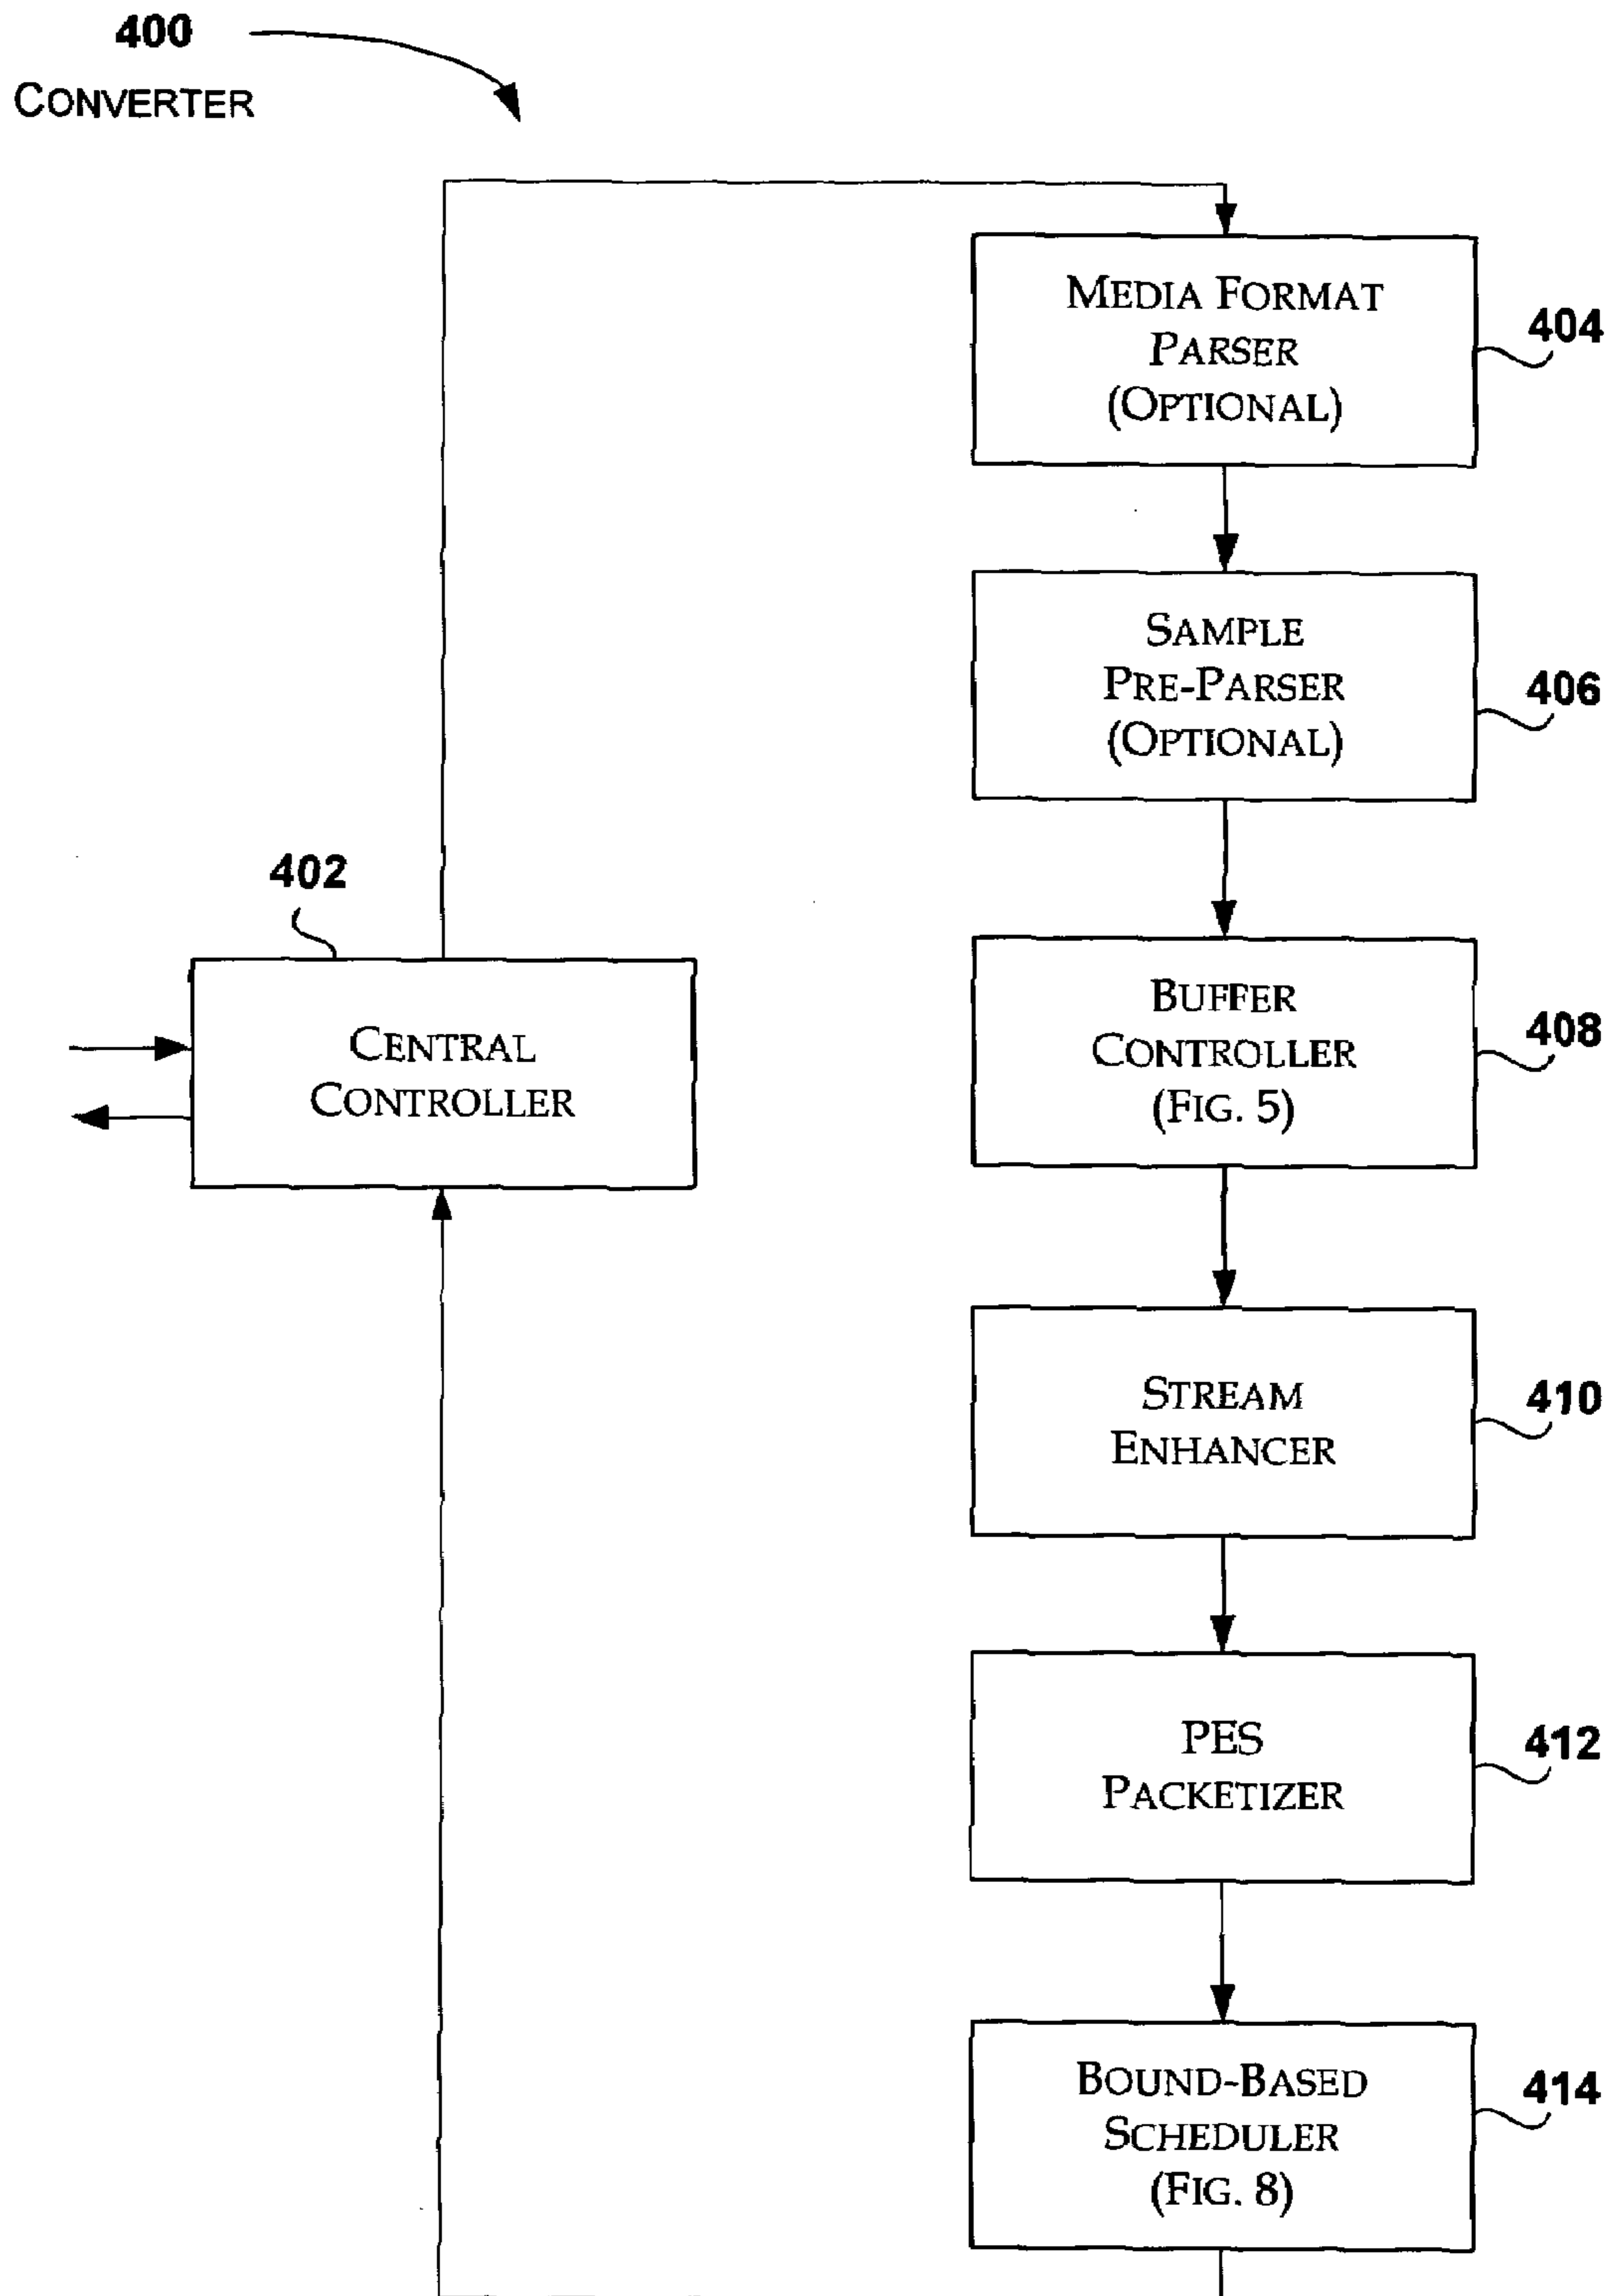 400
CONVERTER
MEDIA FORMAT
PARSER
(OPTIONAL)
404
SAMPLE
PRE-PARSER
(OPTIONAL)
406
402
CENTRAL
CONTROLLER
BUFFER
CONTROLLER
(FIG. 5)
408
STREAM
ENHANCER
410
PES
PACKETIZER
412
BOUND-BASED
SCHEDULER
(FIG. 8)
414